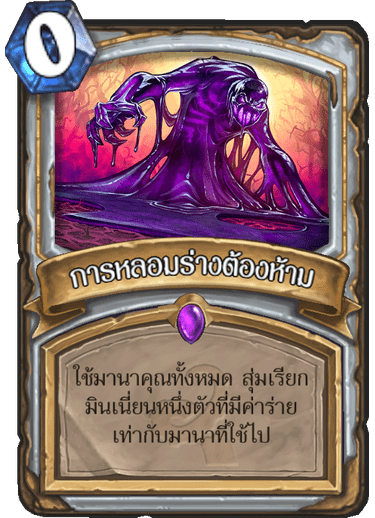 0
การหลอมร่างต้องห้าม
ใช้มานาคุณทั้งหมด สุ่มเรียก
มินเนี่ยนหนึ่งตัวที่มีค่าร่าย
เท่ากับมานาที่ใช้ไป